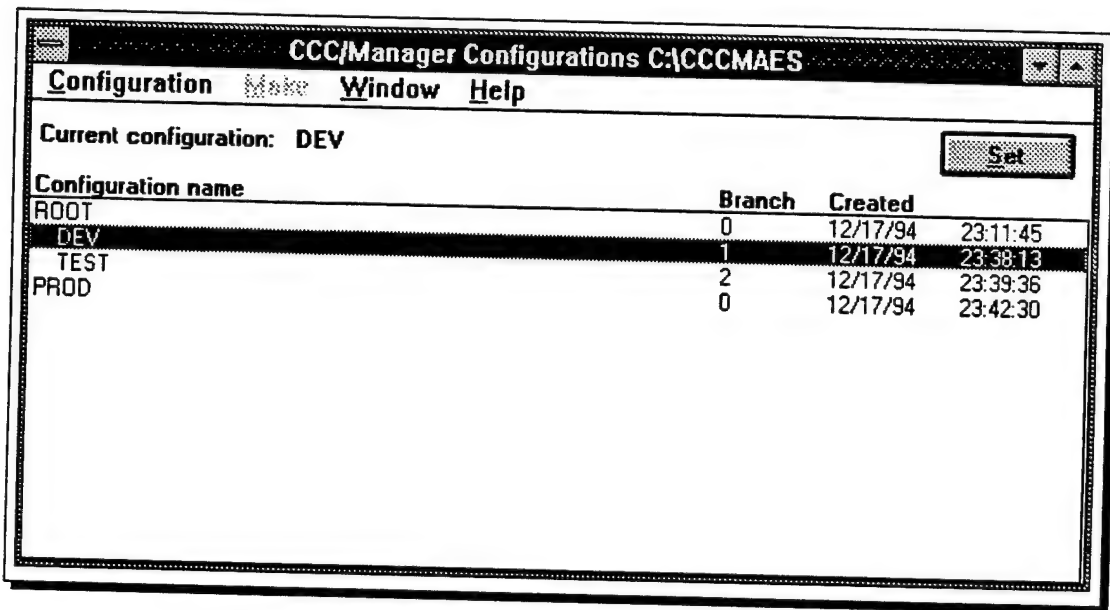 CCC/Manager Configurations C:\CCCMAES
Configuration Make Window Help
Current configuration: DEV Set
Configuration name Branch Created
ROOT 0 12/17/94 23:11:45
DEV 1 12/17/94 23:38:13
TEST 2 12/17/94 23:39:36
PROD 0 12/17/94 23:42:30